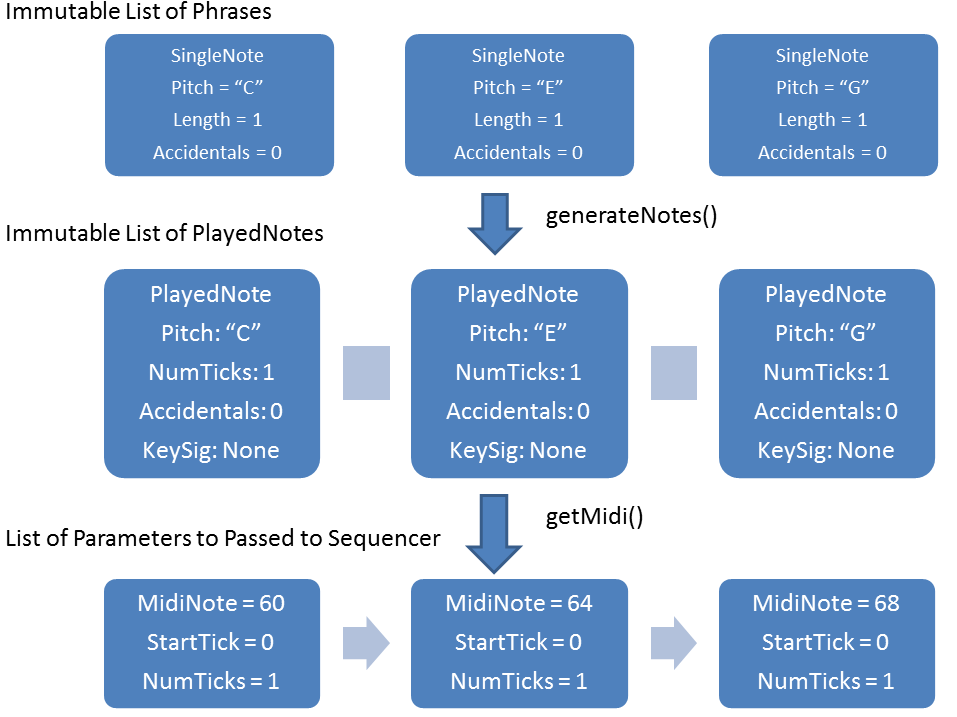 Immutable List of Phrases
SingleNote
Pitch = “C”
Length = 1
Accidentals = 0
SingleNote
Pitch = “E”
Length = 1
Accidentals = 0
SingleNote
Pitch = “G”
Length = 1
Accidentals = 0
generateNotes()
Immutable List of PlayedNotes
PlayedNote
Pitch: “C”
NumTicks: 1
Accidentals: 0
KeySig: None
PlayedNote
Pitch: “E”
NumTicks: 1
Accidentals: 0
KeySig: None
PlayedNote
Pitch: “G”
NumTicks: 1
Accidentals: 0
KeySig: None
getMidi()
List of Parameters to Passed to Sequencer
MidiNote = 60
StartTick = 0
NumTicks = 1
MidiNote = 64
StartTick = 0
NumTicks = 1
MidiNote = 68
StartTick = 0
NumTicks = 1